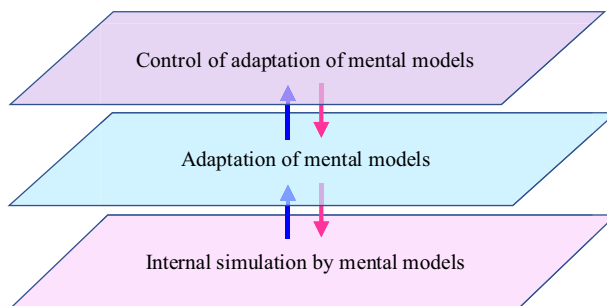 Control of adaptation of mental models
Adaptation of mental models
Internal simulation by mental models